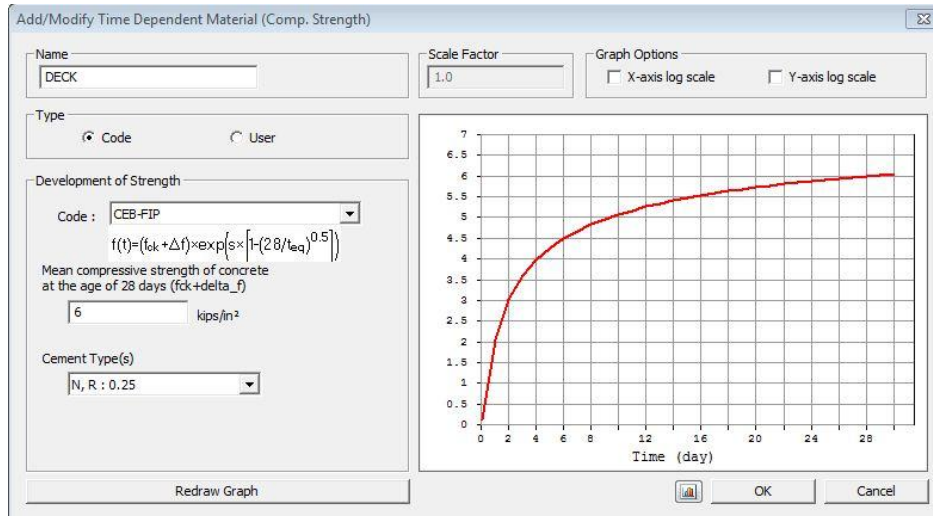 Add/Modify Time Dependent Material (Comp. Strength)
Name
DECK
Scale Factor
1.0
Graph Options
X-axis log scale
Y-axis log scale
Type
Code
User
Development of Strength
Code :
CEB-FIP
f(t)=(fck+Δf)×exp{s×[1-(28/teq)^0.5]}
Mean compressive strength of concrete
at the age of 28 days (fck+delta_f)
6
kips/in²
Cement Type(s)
N, R : 0.25
Redraw Graph
7
6.5
6
5.5
5
4.5
4
3.5
3
2.5
2
1.5
1
0.5
0
0 2 4 6 8 12 16 20 24 28
Time (day)
OK
Cancel